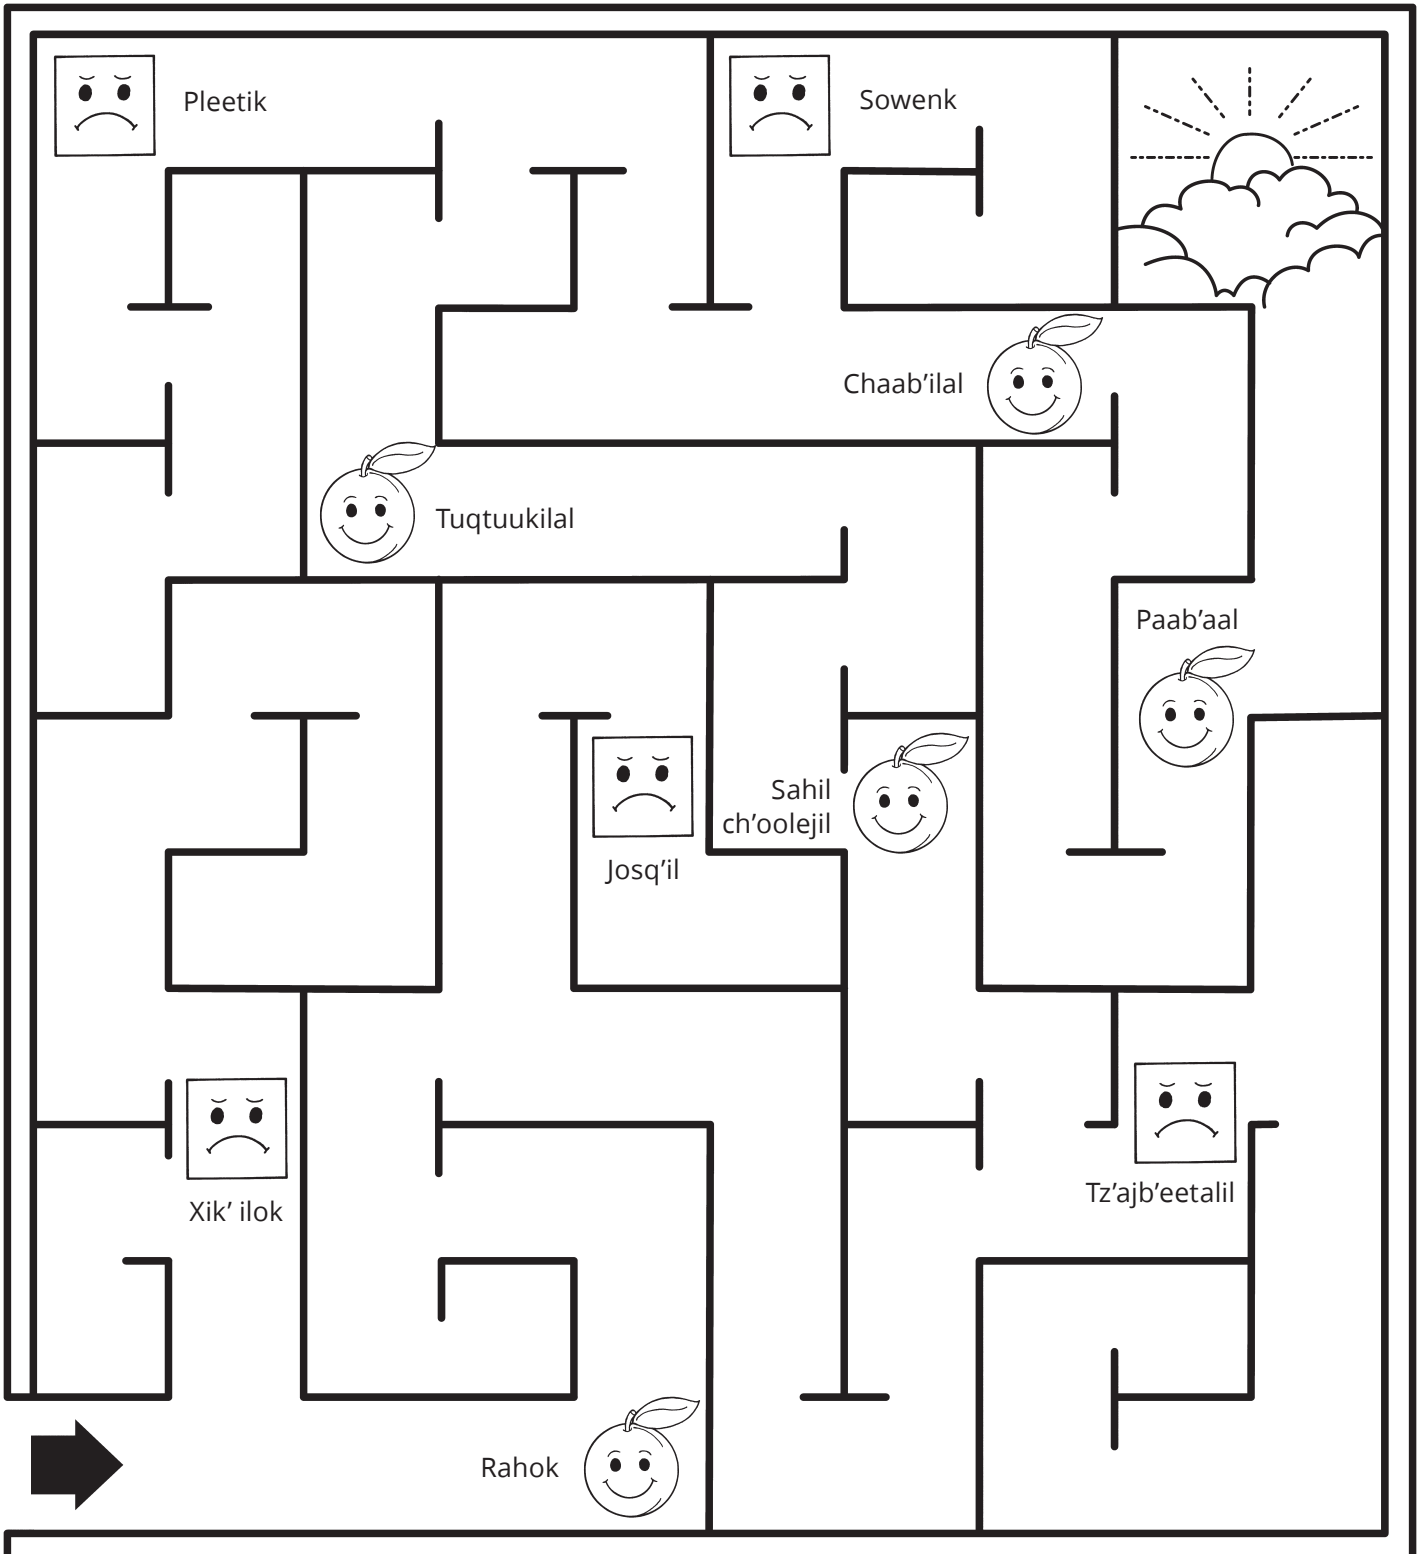 Pleetik
Sowenk
Chaab’ilal
Tuqtuukilal
Paab’aal
Sahil
ch’oolejil
Josq’il
Tz’ajb’eetalil
Xik’ ilok
Rahok